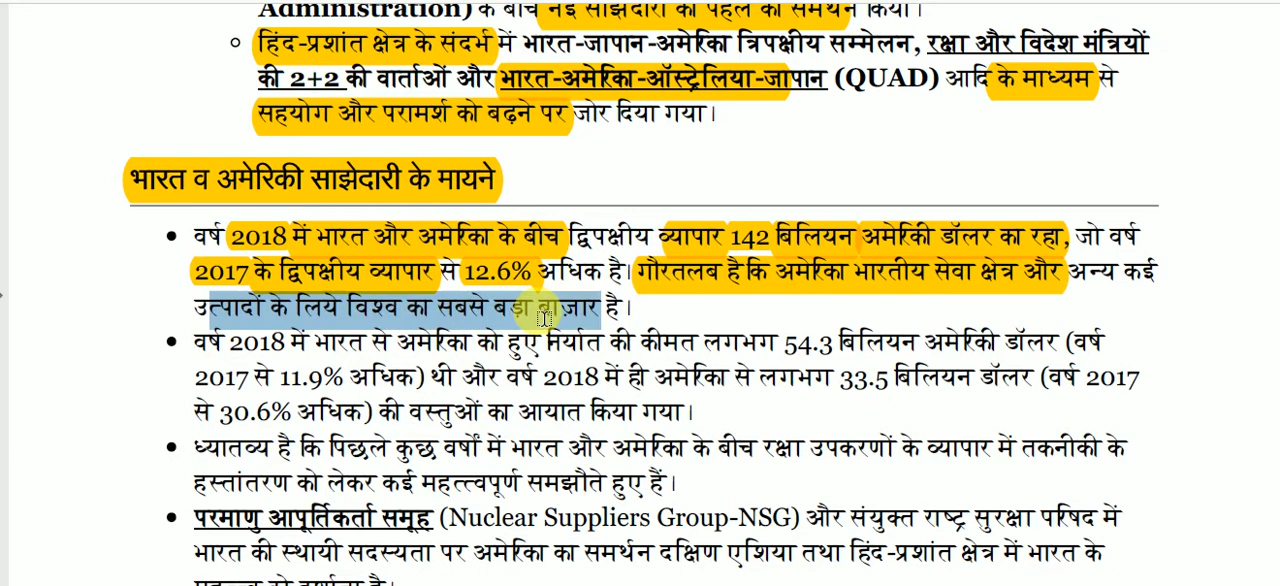 Administration) के बीच नई साझेदारी की पहल का समर्थन किया।
हिंद-प्रशांत क्षेत्र के संदर्भ में भारत-जापान-अमेरिका त्रिपक्षीय सम्मेलन, रक्षा और विदेश मंत्रियों
की 2+2 की वार्ताओं और भारत-अमेरिका-ऑस्ट्रेलिया-जापान (QUAD) आदि के माध्यम से
सहयोग और परामर्श को बढ़ने पर जोर दिया गया।
भारत व अमेरिकी साझेदारी के मायने
वर्ष 2018 में भारत और अमेरिका के बीच द्विपक्षीय व्यापार 142 बिलियन अमेरिकी डॉलर का रहा, जो वर्ष
2017 के द्विपक्षीय व्यापार से 12.6% अधिक है। गौरतलब है कि अमेरिका भारतीय सेवा क्षेत्र और अन्य कई
उत्पादों के लिये विश्व का सबसे बड़ा बाज़ार है।
वर्ष 2018 में भारत से अमेरिका को हुए निर्यात की कीमत लगभग 54.3 बिलियन अमेरिकी डॉलर (वर्ष
2017 से 11.9% अधिक) थी और वर्ष 2018 में ही अमेरिका से लगभग 33.5 बिलियन डॉलर (वर्ष 2017
से 30.6% अधिक) की वस्तुओं का आयात किया गया।
ध्यातव्य है कि पिछले कुछ वर्षों में भारत और अमेरिका के बीच रक्षा उपकरणों के व्यापार में तकनीकी के
हस्तांतरण को लेकर कई महत्त्वपूर्ण समझौते हुए हैं।
परमाणु आपूर्तिकर्ता समूह (Nuclear Suppliers Group-NSG) और संयुक्त राष्ट्र सुरक्षा परिषद में
भारत की स्थायी सदस्यता पर अमेरिका का समर्थन दक्षिण एशिया तथा हिंद-प्रशांत क्षेत्र में भारत के